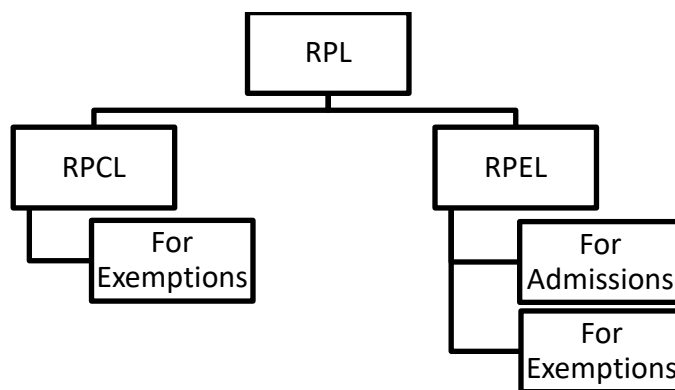 RPL
RPCL
RPEL
For
Exemptions
For
Admissions
For
Exemptions